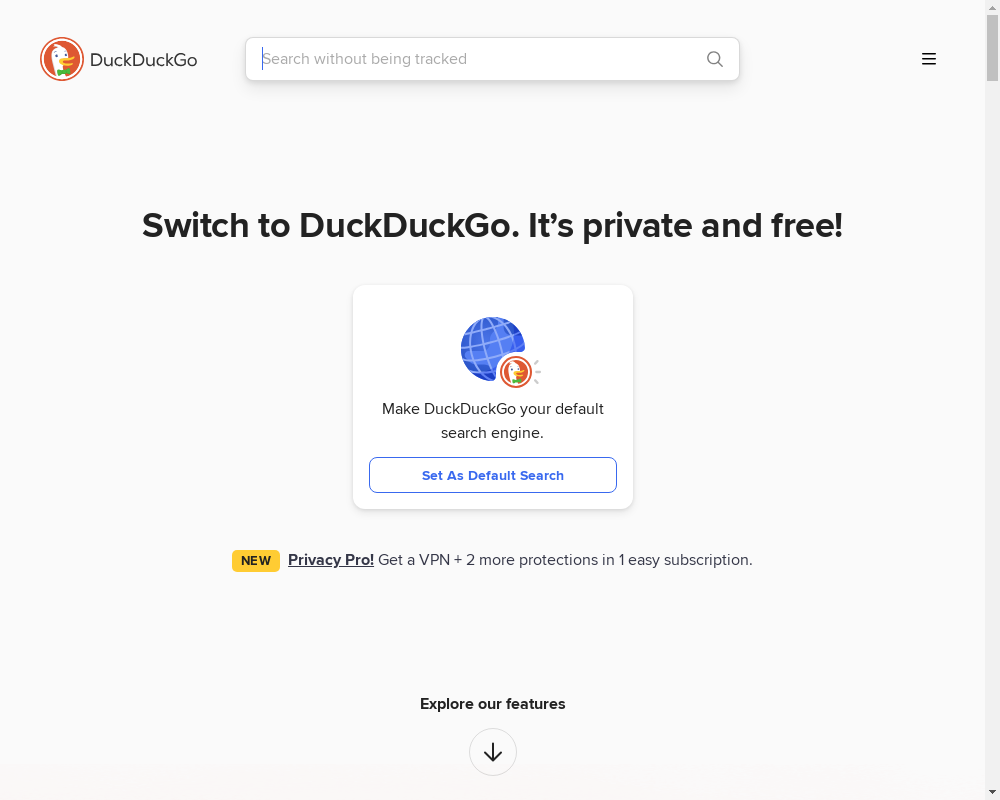 DuckDuckGo
Search without being tracked
Switch to DuckDuckGo. It’s private and free!
Make DuckDuckGo your default
search engine.
Set As Default Search
NEW Privacy Pro! Get a VPN + 2 more protections in 1 easy subscription.
Explore our features